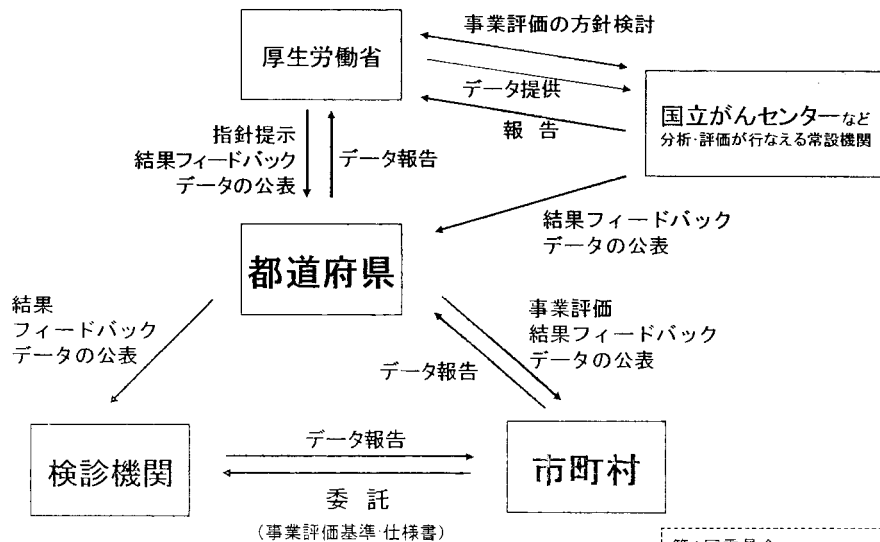 事業評価の方針検討
厚生労働省
データ提供
報告
国立がんセンターなど
分析・評価が行なえる常設機関
指針提示
結果フィードバック
データの公表
データ報告
結果フィードバック
データの公表
都道府県
結果
フィードバック
データの公表
事業評価
結果フィードバック
データの公表
データ報告
検診機関
データ報告
委託
(事業評価基準・仕様書)
市町村